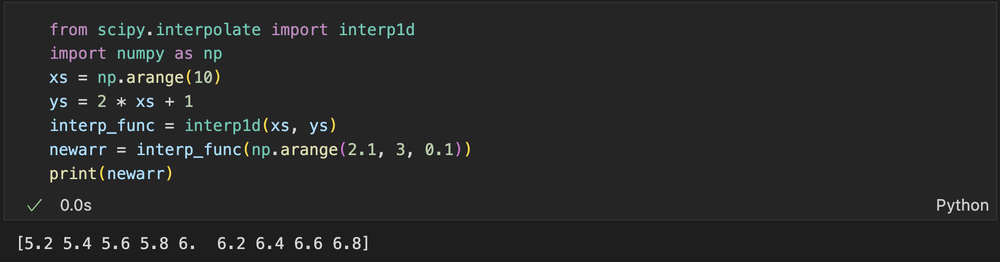 from scipy.interpolate import interp1d
import numpy as np
xs = np.arange(10)
ys = 2 * xs + 1
interp_func = interp1d(xs, ys)
newarr = interp_func(np.arange(2.1, 3, 0.1))
print(newarr)
0.0s Python
[5.2 5.4 5.6 5.8 6.  6.2 6.4 6.6 6.8]